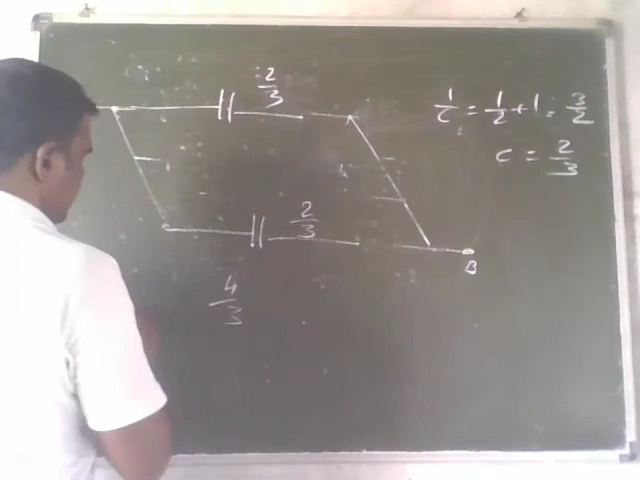 2/3
1/C = 1/2 + 1 = 3/2
C = 2/3
2/3
B
4/3